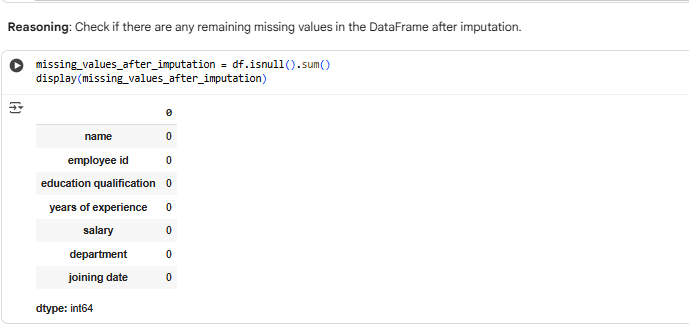 Reasoning: Check if there are any remaining missing values in the DataFrame after imputation.
missing_values_after_imputation = df.isnull().sum()
display(missing_values_after_imputation)
0
name 0
employee id 0
education qualification 0
years of experience 0
salary 0
department 0
joining date 0
dtype: int64